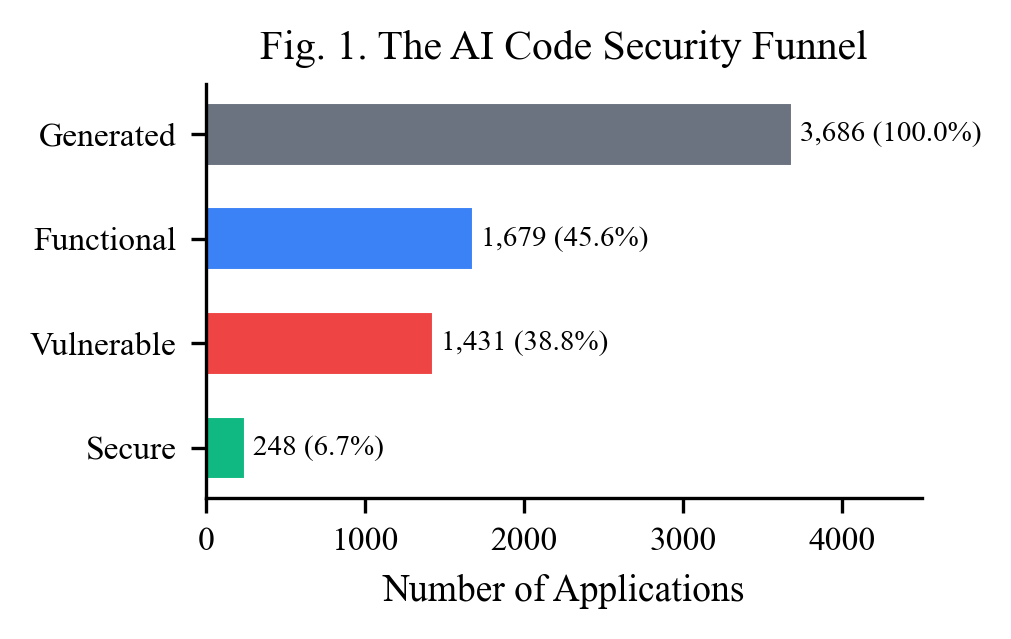 Fig. 1. The AI Code Security Funnel
Generated
3,686 (100.0%)
Functional
1,679 (45.6%)
Vulnerable
1,431 (38.8%)
Secure
248 (6.7%)
0 1000 2000 3000 4000
Number of Applications